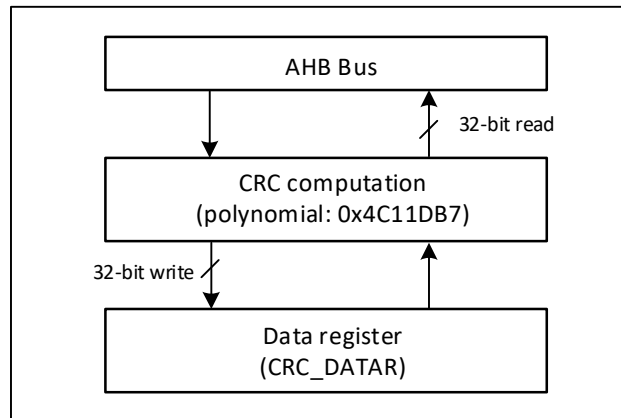 AHB Bus
32-bit read
CRC computation
(polynomial: 0x4C11DB7)
32-bit write
Data register
(CRC_DATAR)